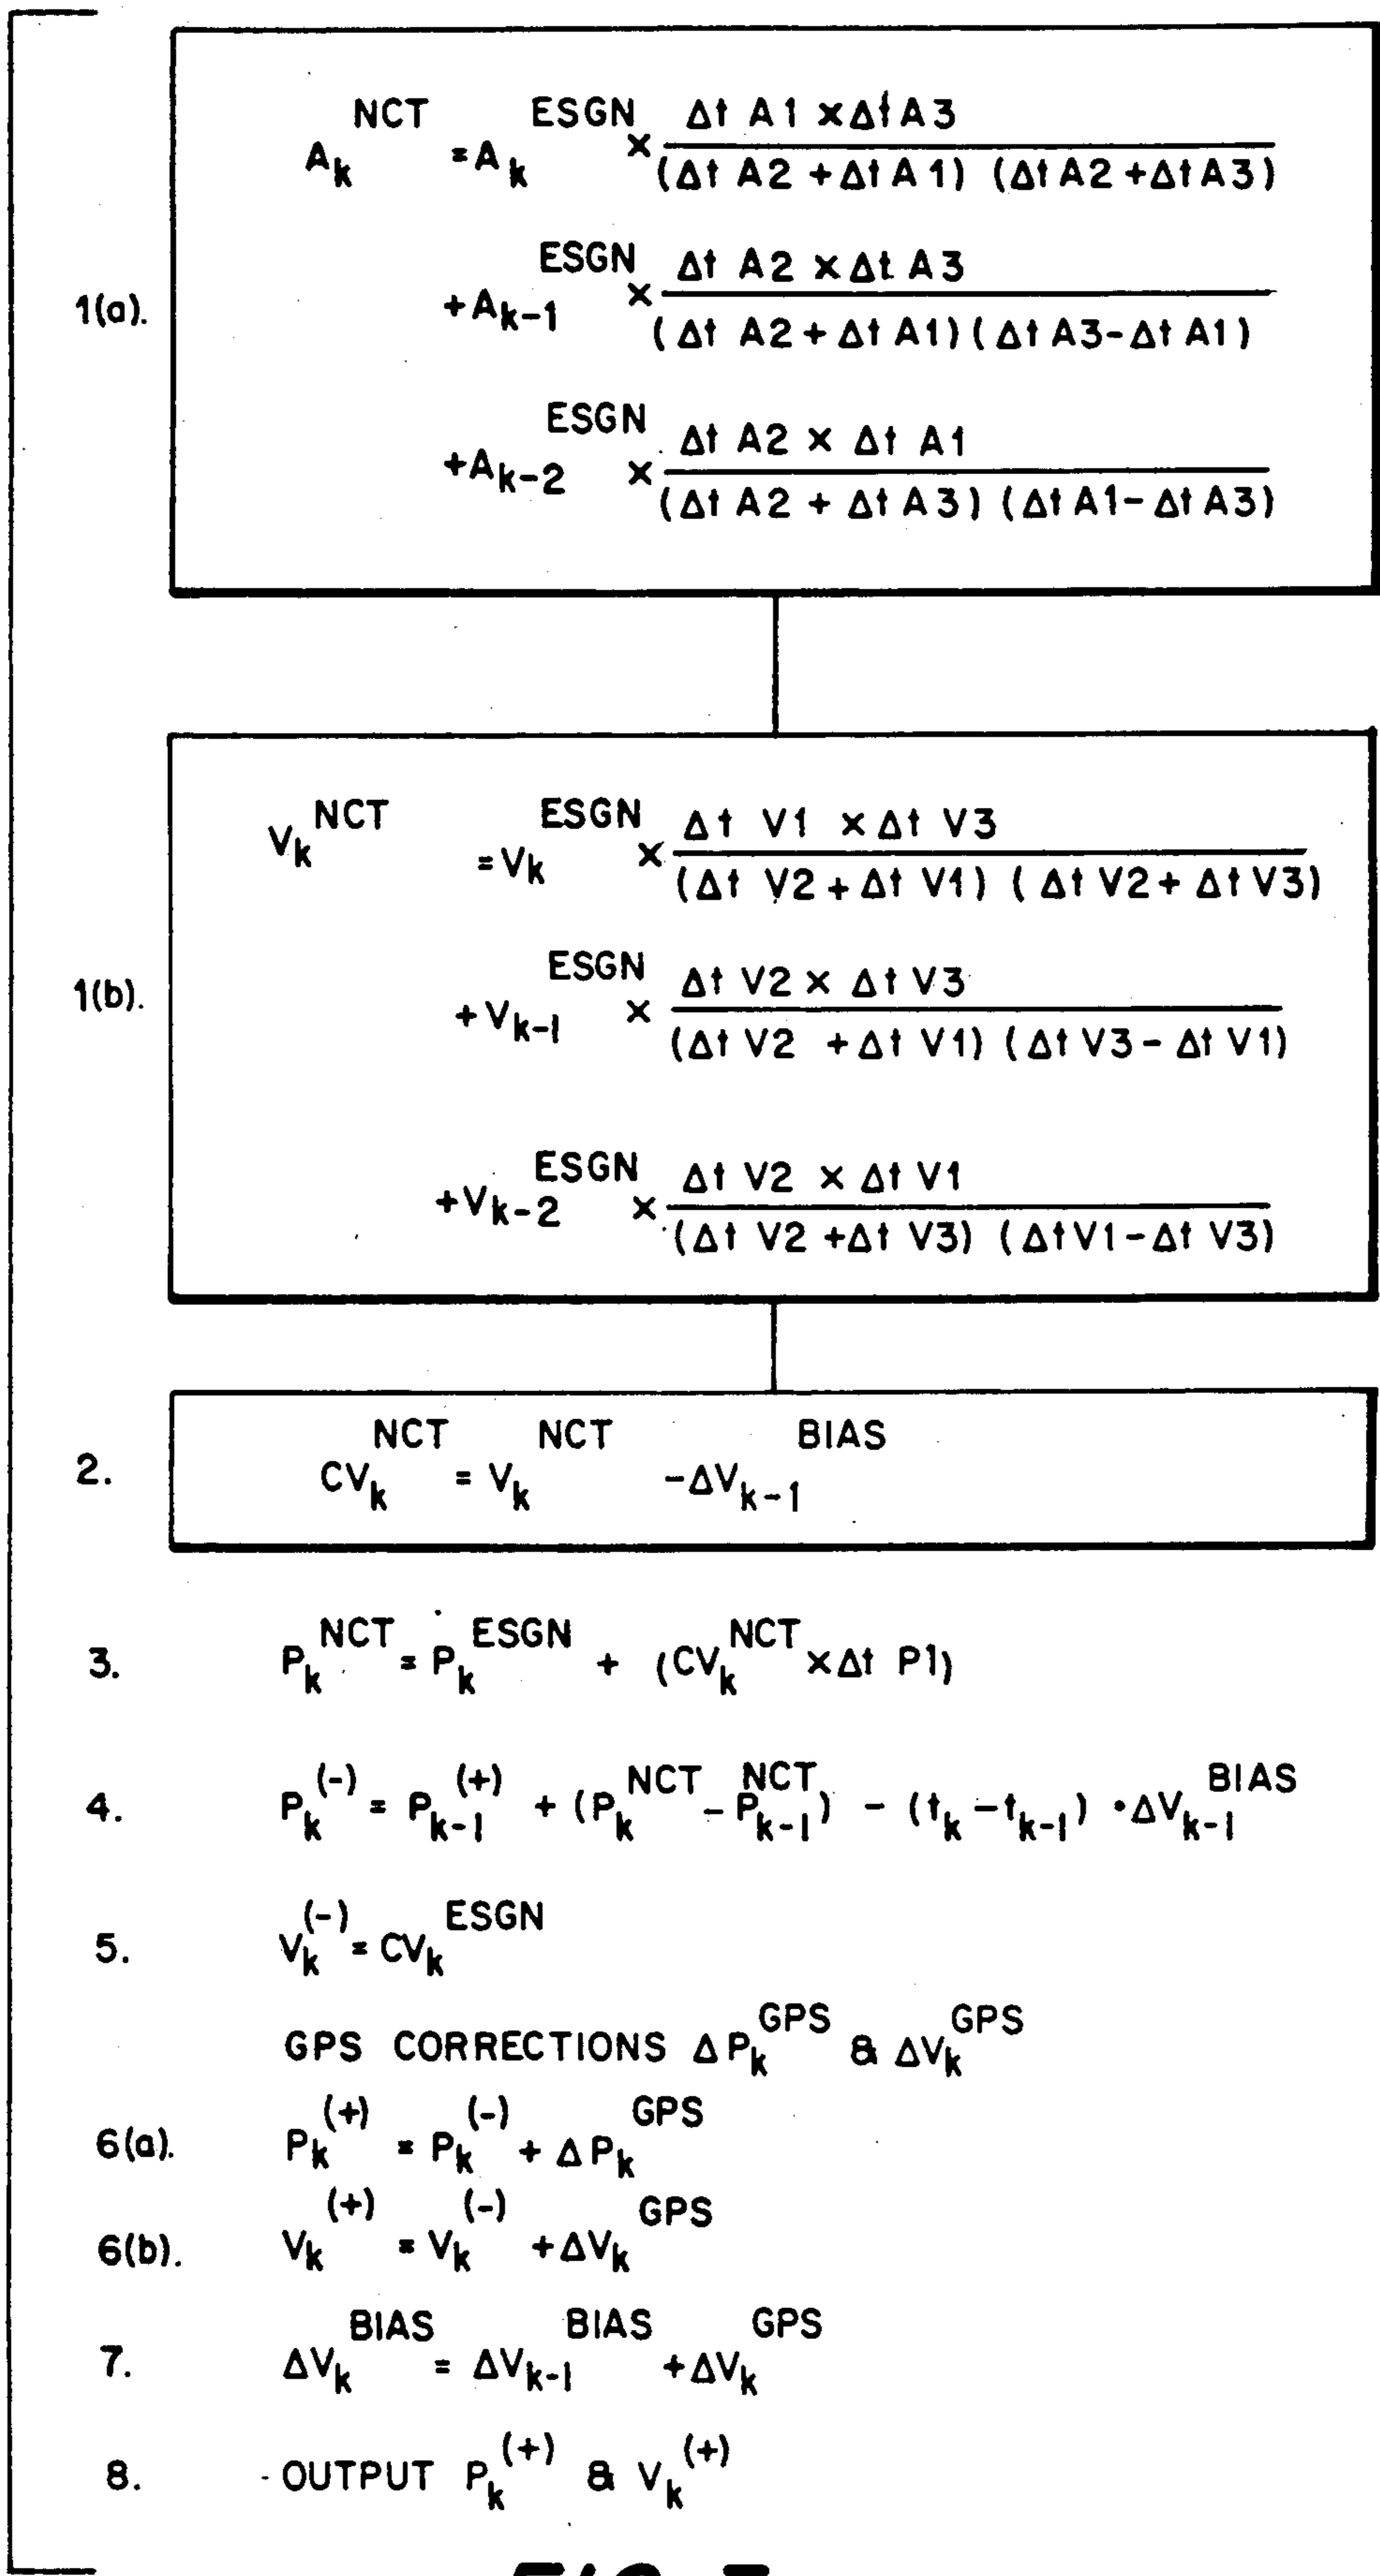 1(a). A_k^NCT = A_k^ESGN × (Δt A1 × Δt A3) / ((Δt A2 + Δt A1) (Δt A2 + Δt A3))
+ A_k-1^ESGN × (Δt A2 × Δt A3) / ((Δt A2 + Δt A1) (Δt A3 - Δt A1))
+ A_k-2^ESGN × (Δt A2 × Δt A1) / ((Δt A2 + Δt A3) (Δt A1 - Δt A3))
1(b). V_k^NCT = V_k^ESGN × (Δt V1 × Δt V3) / ((Δt V2 + Δt V1) (Δt V2 + Δt V3))
+ V_k-1^ESGN × (Δt V2 × Δt V3) / ((Δt V2 + Δt V1) (Δt V3 - Δt V1))
+ V_k-2^ESGN × (Δt V2 × Δt V1) / ((Δt V2 + Δt V3) (Δt V1 - Δt V3))
2. CV_k^NCT = V_k^NCT - ΔV_k-1^BIAS
3. P_k^NCT = P_k^ESGN + (CV_k^NCT × Δt P1)
4. P_k^(-) = P_k-1^(+) + (P_k^NCT - P_k-1^NCT) - (t_k - t_k-1) · ΔV_k-1^BIAS
5. V_k^(-) = CV_k^ESGN
GPS CORRECTIONS ΔP_k^GPS & ΔV_k^GPS
6(a). P_k^(+) = P_k^(-) + ΔP_k^GPS
6(b). V_k^(+) = V_k^(-) + ΔV_k^GPS
7. ΔV_k^BIAS = ΔV_k-1^BIAS + ΔV_k^GPS
8. OUTPUT P_k^(+) & V_k^(+)